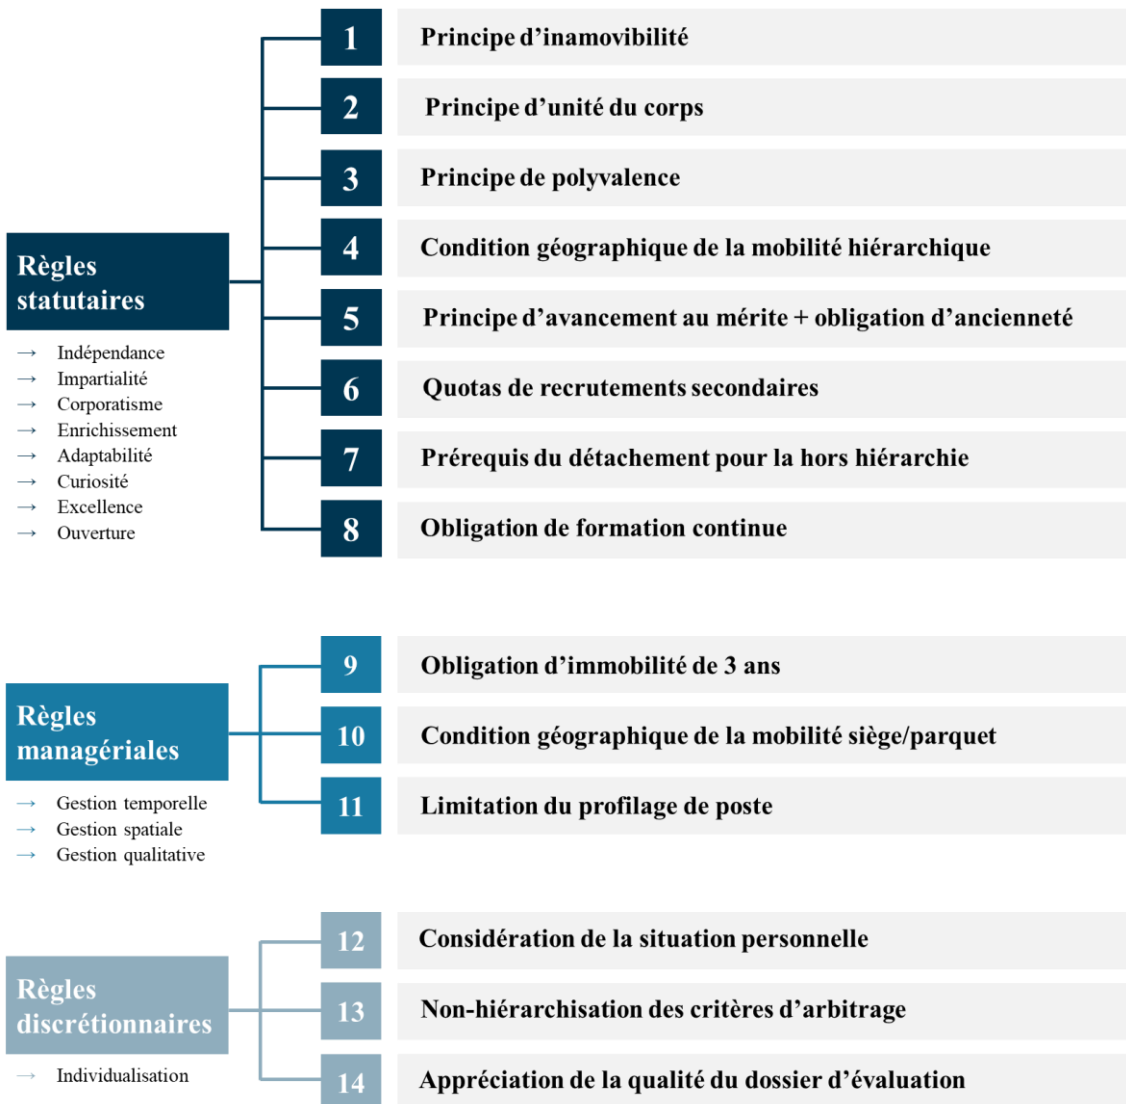 1 Principe d’inamovibilité
2 Principe d’unité du corps
3 Principe de polyvalence
4 Condition géographique de la mobilité hiérarchique
Règles
statutaires
5 Principe d’avancement au mérite + obligation d’ancienneté
→ Indépendance
→ Impartialité
→ Corporatisme
→ Enrichissement
→ Adaptabilité
→ Curiosité
→ Excellence
→ Ouverture
6 Quotas de recrutements secondaires
7 Prérequis du détachement pour la hors hiérarchie
8 Obligation de formation continue
9 Obligation d’immobilité de 3 ans
Règles
managériales
10 Condition géographique de la mobilité siège/parquet
11 Limitation du profilage de poste
→ Gestion temporelle
→ Gestion spatiale
→ Gestion qualitative
12 Considération de la situation personnelle
Règles
discrétionnaires
13 Non-hiérarchisation des critères d’arbitrage
→ Individualisation
14 Appréciation de la qualité du dossier d’évaluation